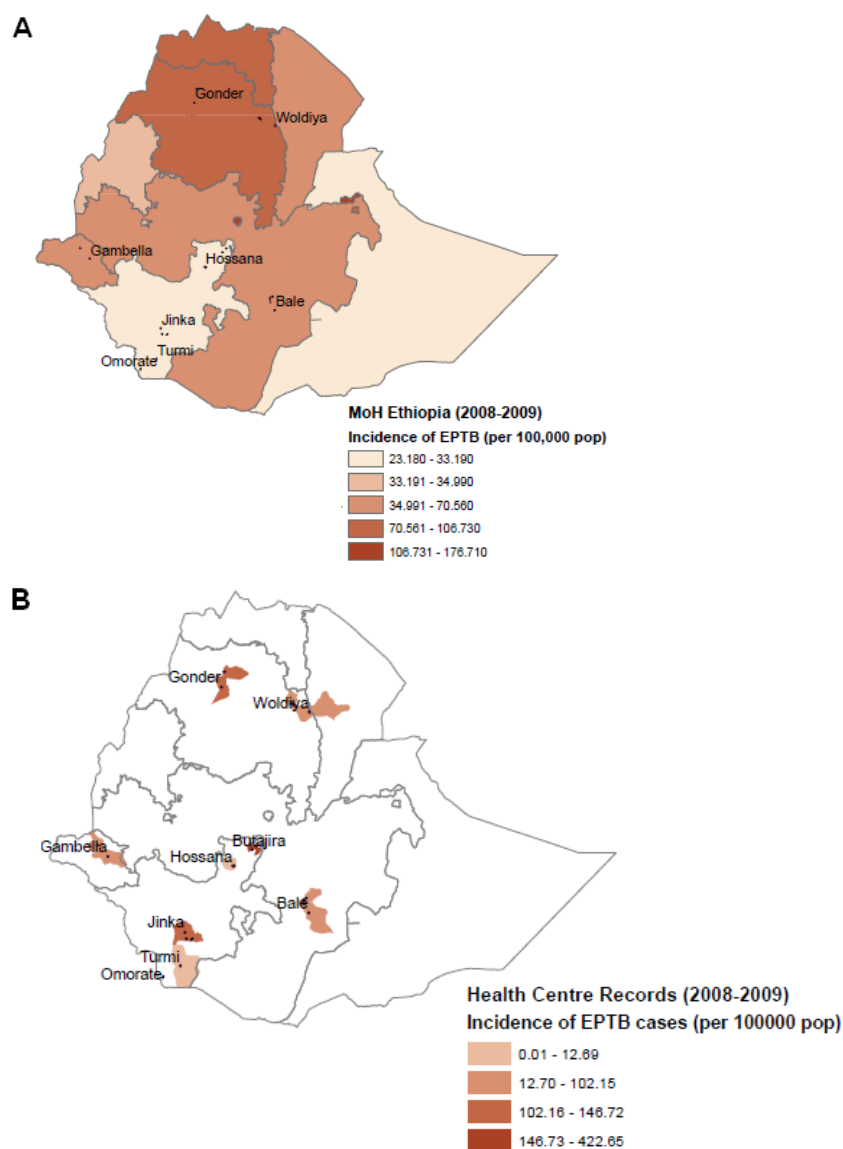 A
Gonder
Woldiya
Gambella
Hossana
Bale
Jinka
Turmi
Omorate
MoH Ethiopia (2008-2009)
Incidence of EPTB (per 100,000 pop)
23.180 - 33.190
33.191 - 34.990
34.991 - 70.560
70.561 - 106.730
106.731 - 176.710
B
Gonder
Woldiya
Butajira
Gambella
Hossana
Bale
Jinka
Turmi
Omorate
Health Centre Records (2008-2009)
Incidence of EPTB cases (per 100000 pop)
0.01 - 12.69
12.70 - 102.15
102.16 - 146.72
146.73 - 422.65